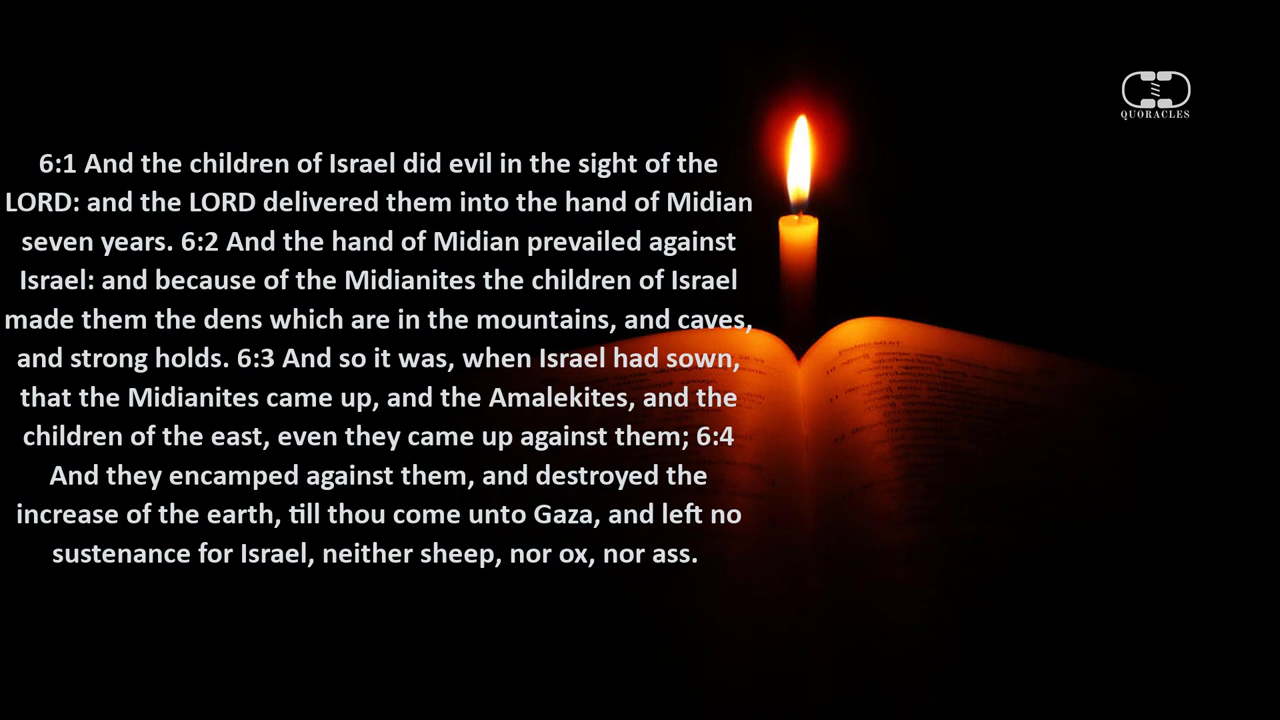 QUORACLES
6:1 And the children of Israel did evil in the sight of the
LORD: and the LORD delivered them into the hand of Midian
seven years. 6:2 And the hand of Midian prevailed against
Israel: and because of the Midianites the children of Israel
made them the dens which are in the mountains, and caves,
and strong holds. 6:3 And so it was, when Israel had sown,
that the Midianites came up, and the Amalekites, and the
children of the east, even they came up against them; 6:4
And they encamped against them, and destroyed the
increase of the earth, till thou come unto Gaza, and left no
sustenance for Israel, neither sheep, nor ox, nor ass.